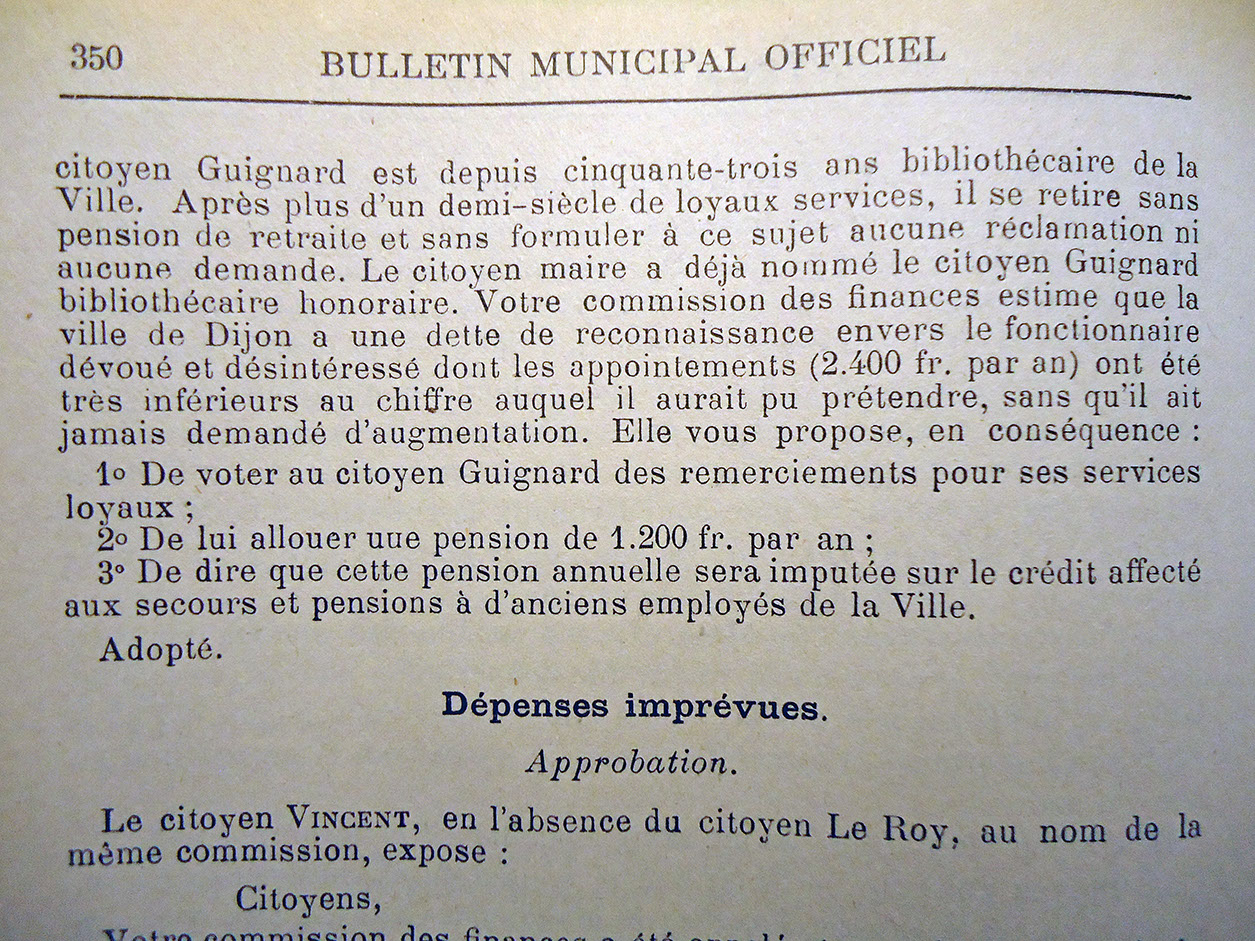 350
BULLETIN MUNICIPAL OFFICIEL
citoyen Guignard est depuis cinquante-trois ans bibliothécaire de la
Ville. Après plus d'un demi-siècle de loyaux services, il se retire sans
pension de retraite et sans formuler à ce sujet aucune réclamation ni
aucune demande. Le citoyen maire a déjà nommé le citoyen Guignard
bibliothécaire honoraire. Votre commission des finances estime que la
ville de Dijon a une dette de reconnaissance envers le fonctionnaire
dévoué et désintéressé dont les appointements (2.400 fr. par an) ont été
très inférieurs au chiffre auquel il aurait pu prétendre, sans qu'il ait
jamais demandé d'augmentation. Elle vous propose, en conséquence :
1o De voter au citoyen Guignard des remerciements pour ses services
loyaux ;
2o De lui allouer uue pension de 1.200 fr. par an ;
3o De dire que cette pension annuelle sera imputée sur le crédit affecté
aux secours et pensions à d'anciens employés de la Ville.
Adopté.
Dépenses imprévues.
Approbation.
Le citoyen VINCENT, en l'absence du citoyen Le Roy, au nom de la
même commission, expose :
Citoyens,
Votre commission des finances a été